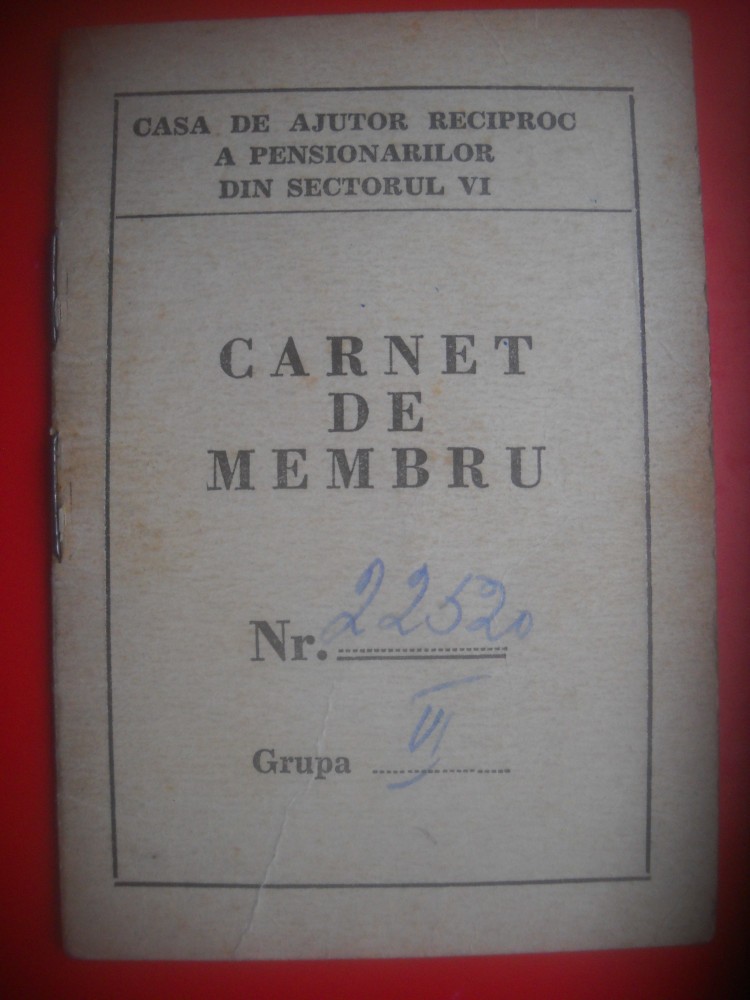 CASA DE AJUTOR RECIPROC
A PENSIONARILOR
DIN SECTORUL VI
CARNET
DE
MEMBRU
Nr. 22520
Grupa VI